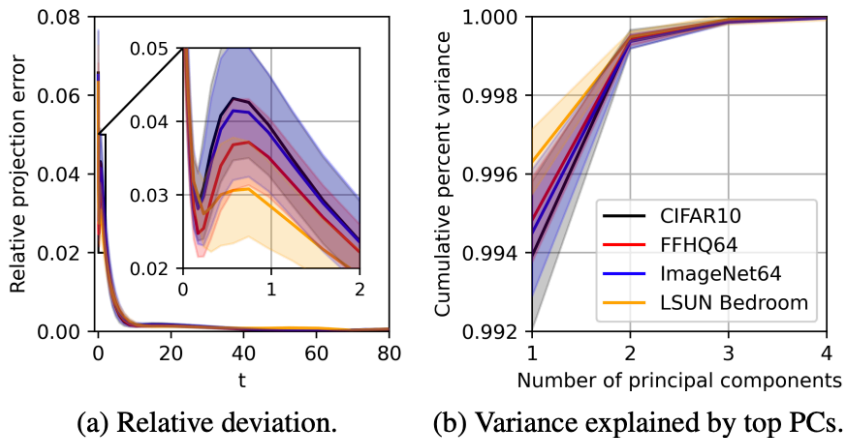 0.08
0.06
0.04
0.02
0.00
Relative projection error
0.05
0.04
0.03
0.02
0
1
2
0
20
40
60
80
t
(a) Relative deviation.
1.000
0.998
0.996
0.994
0.992
Cumulative percent variance
CIFAR10
FFHQ64
ImageNet64
LSUN Bedroom
1
2
3
4
Number of principal components
(b) Variance explained by top PCs.